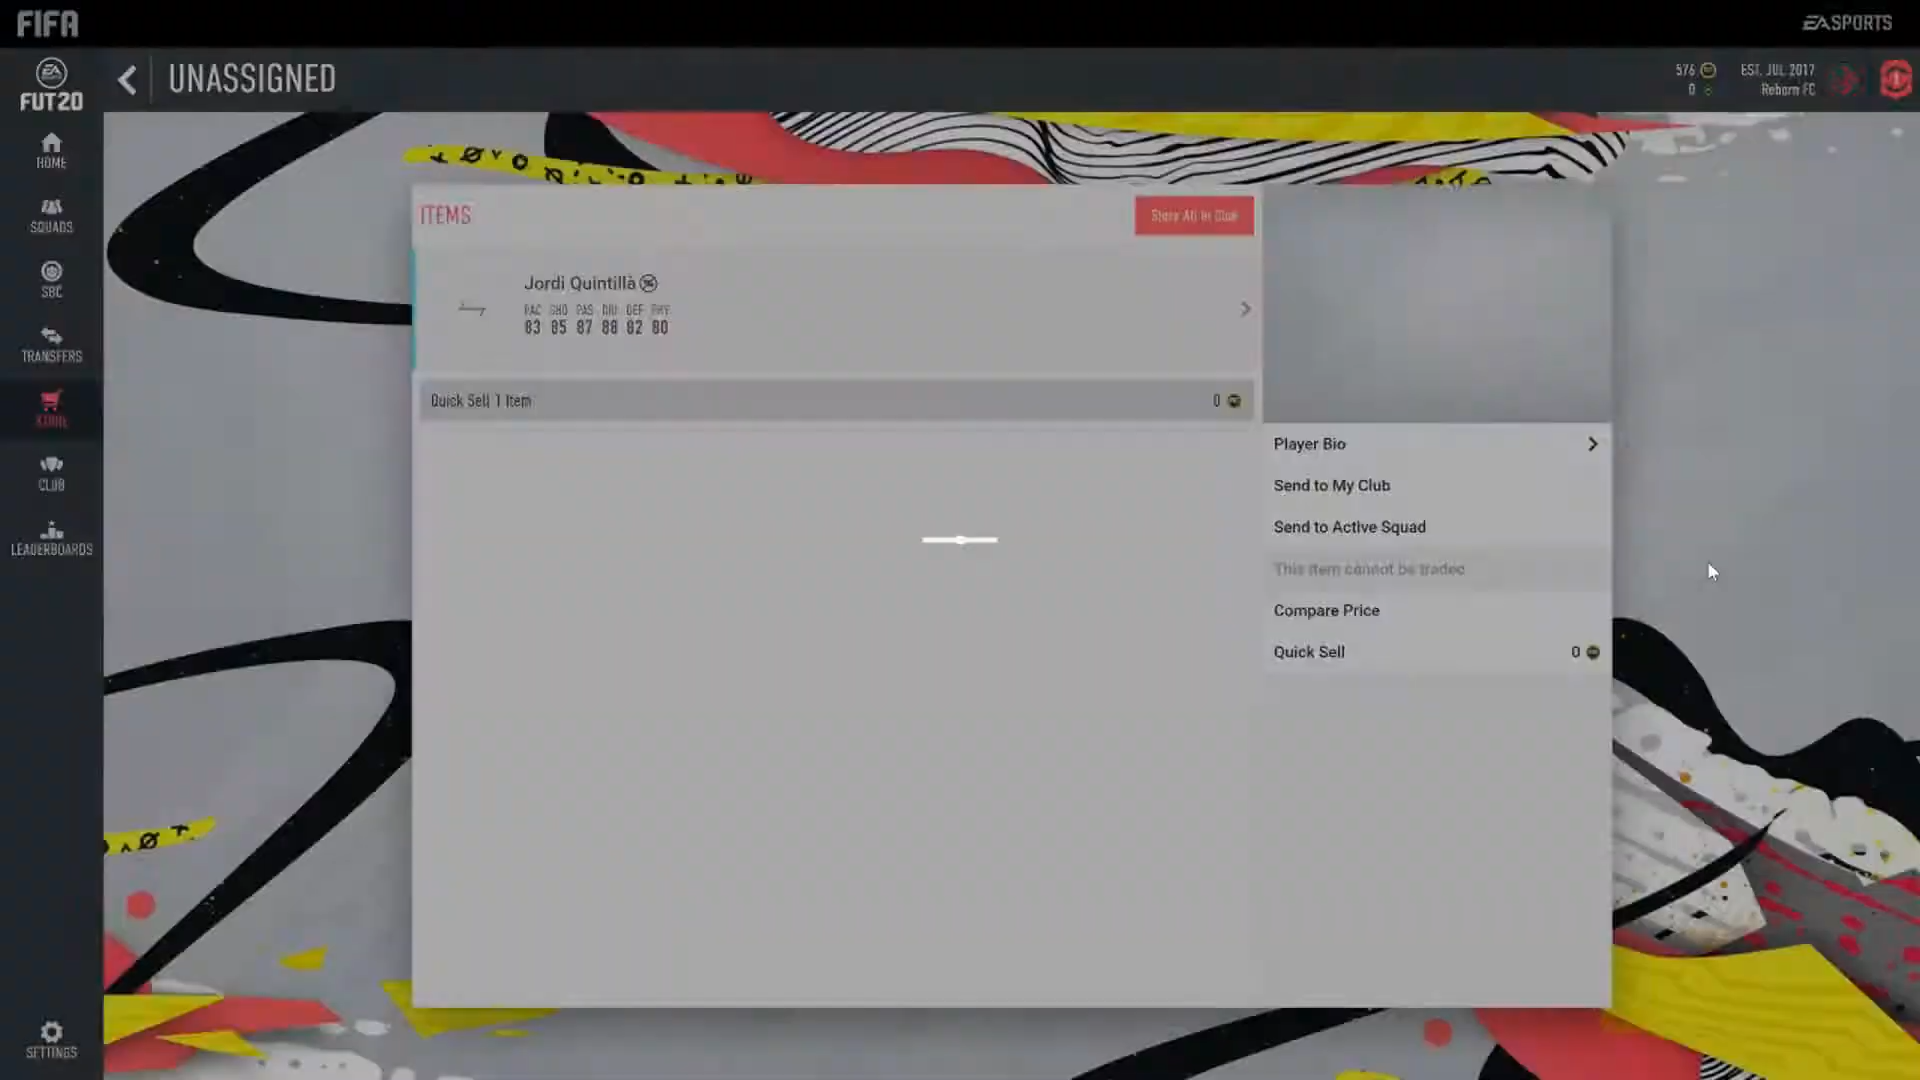 FIFA
EA SPORTS
FUT20
UNASSIGNED
576
0
EST. JUL 2017
Reborn FC
HOME
SQUADS
SBC
TRANSFERS
STORE
CLUB
LEADERBOARDS
SETTINGS
ITEMS
Store All in Club
Jordi Quintillà
PAC SHO PAS DRI DEF PHY
83 85 87 88 82 80
Quick Sell 1 Item
0
Player Bio
Send to My Club
Send to Active Squad
This item cannot be traded
Compare Price
Quick Sell
0